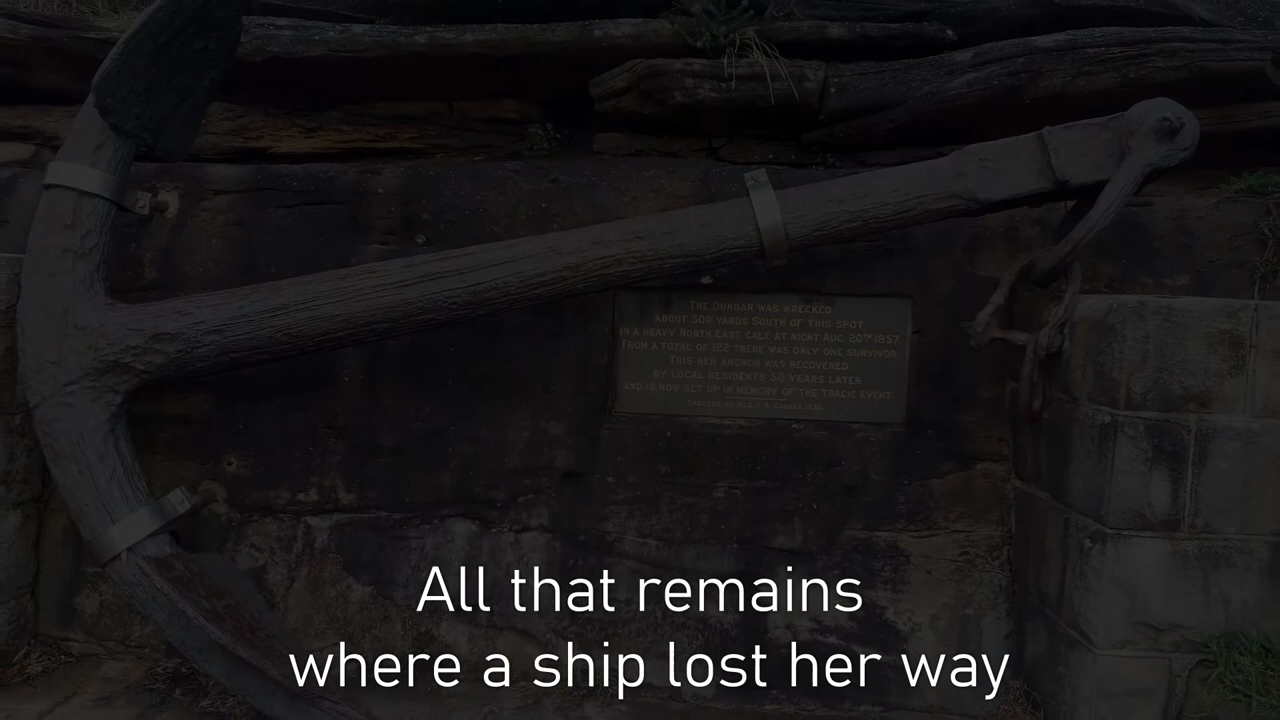 THE DUNBAR WAS WRECKED
ABOUT 500 YARDS SOUTH OF THIS SPOT
IN A HEAVY NORTH EAST GALE AT NIGHT AUG. 20TH 1857
FROM A TOTAL OF 122 THERE WAS ONLY ONE SURVIVOR.
THIS HER ANCHOR WAS RECOVERED
BY LOCAL RESIDENTS 50 YEARS LATER
AND IS NOW SET UP IN MEMORY OF THE TRAGIC EVENT.
ERECTED BY
All that remains
where a ship lost her way